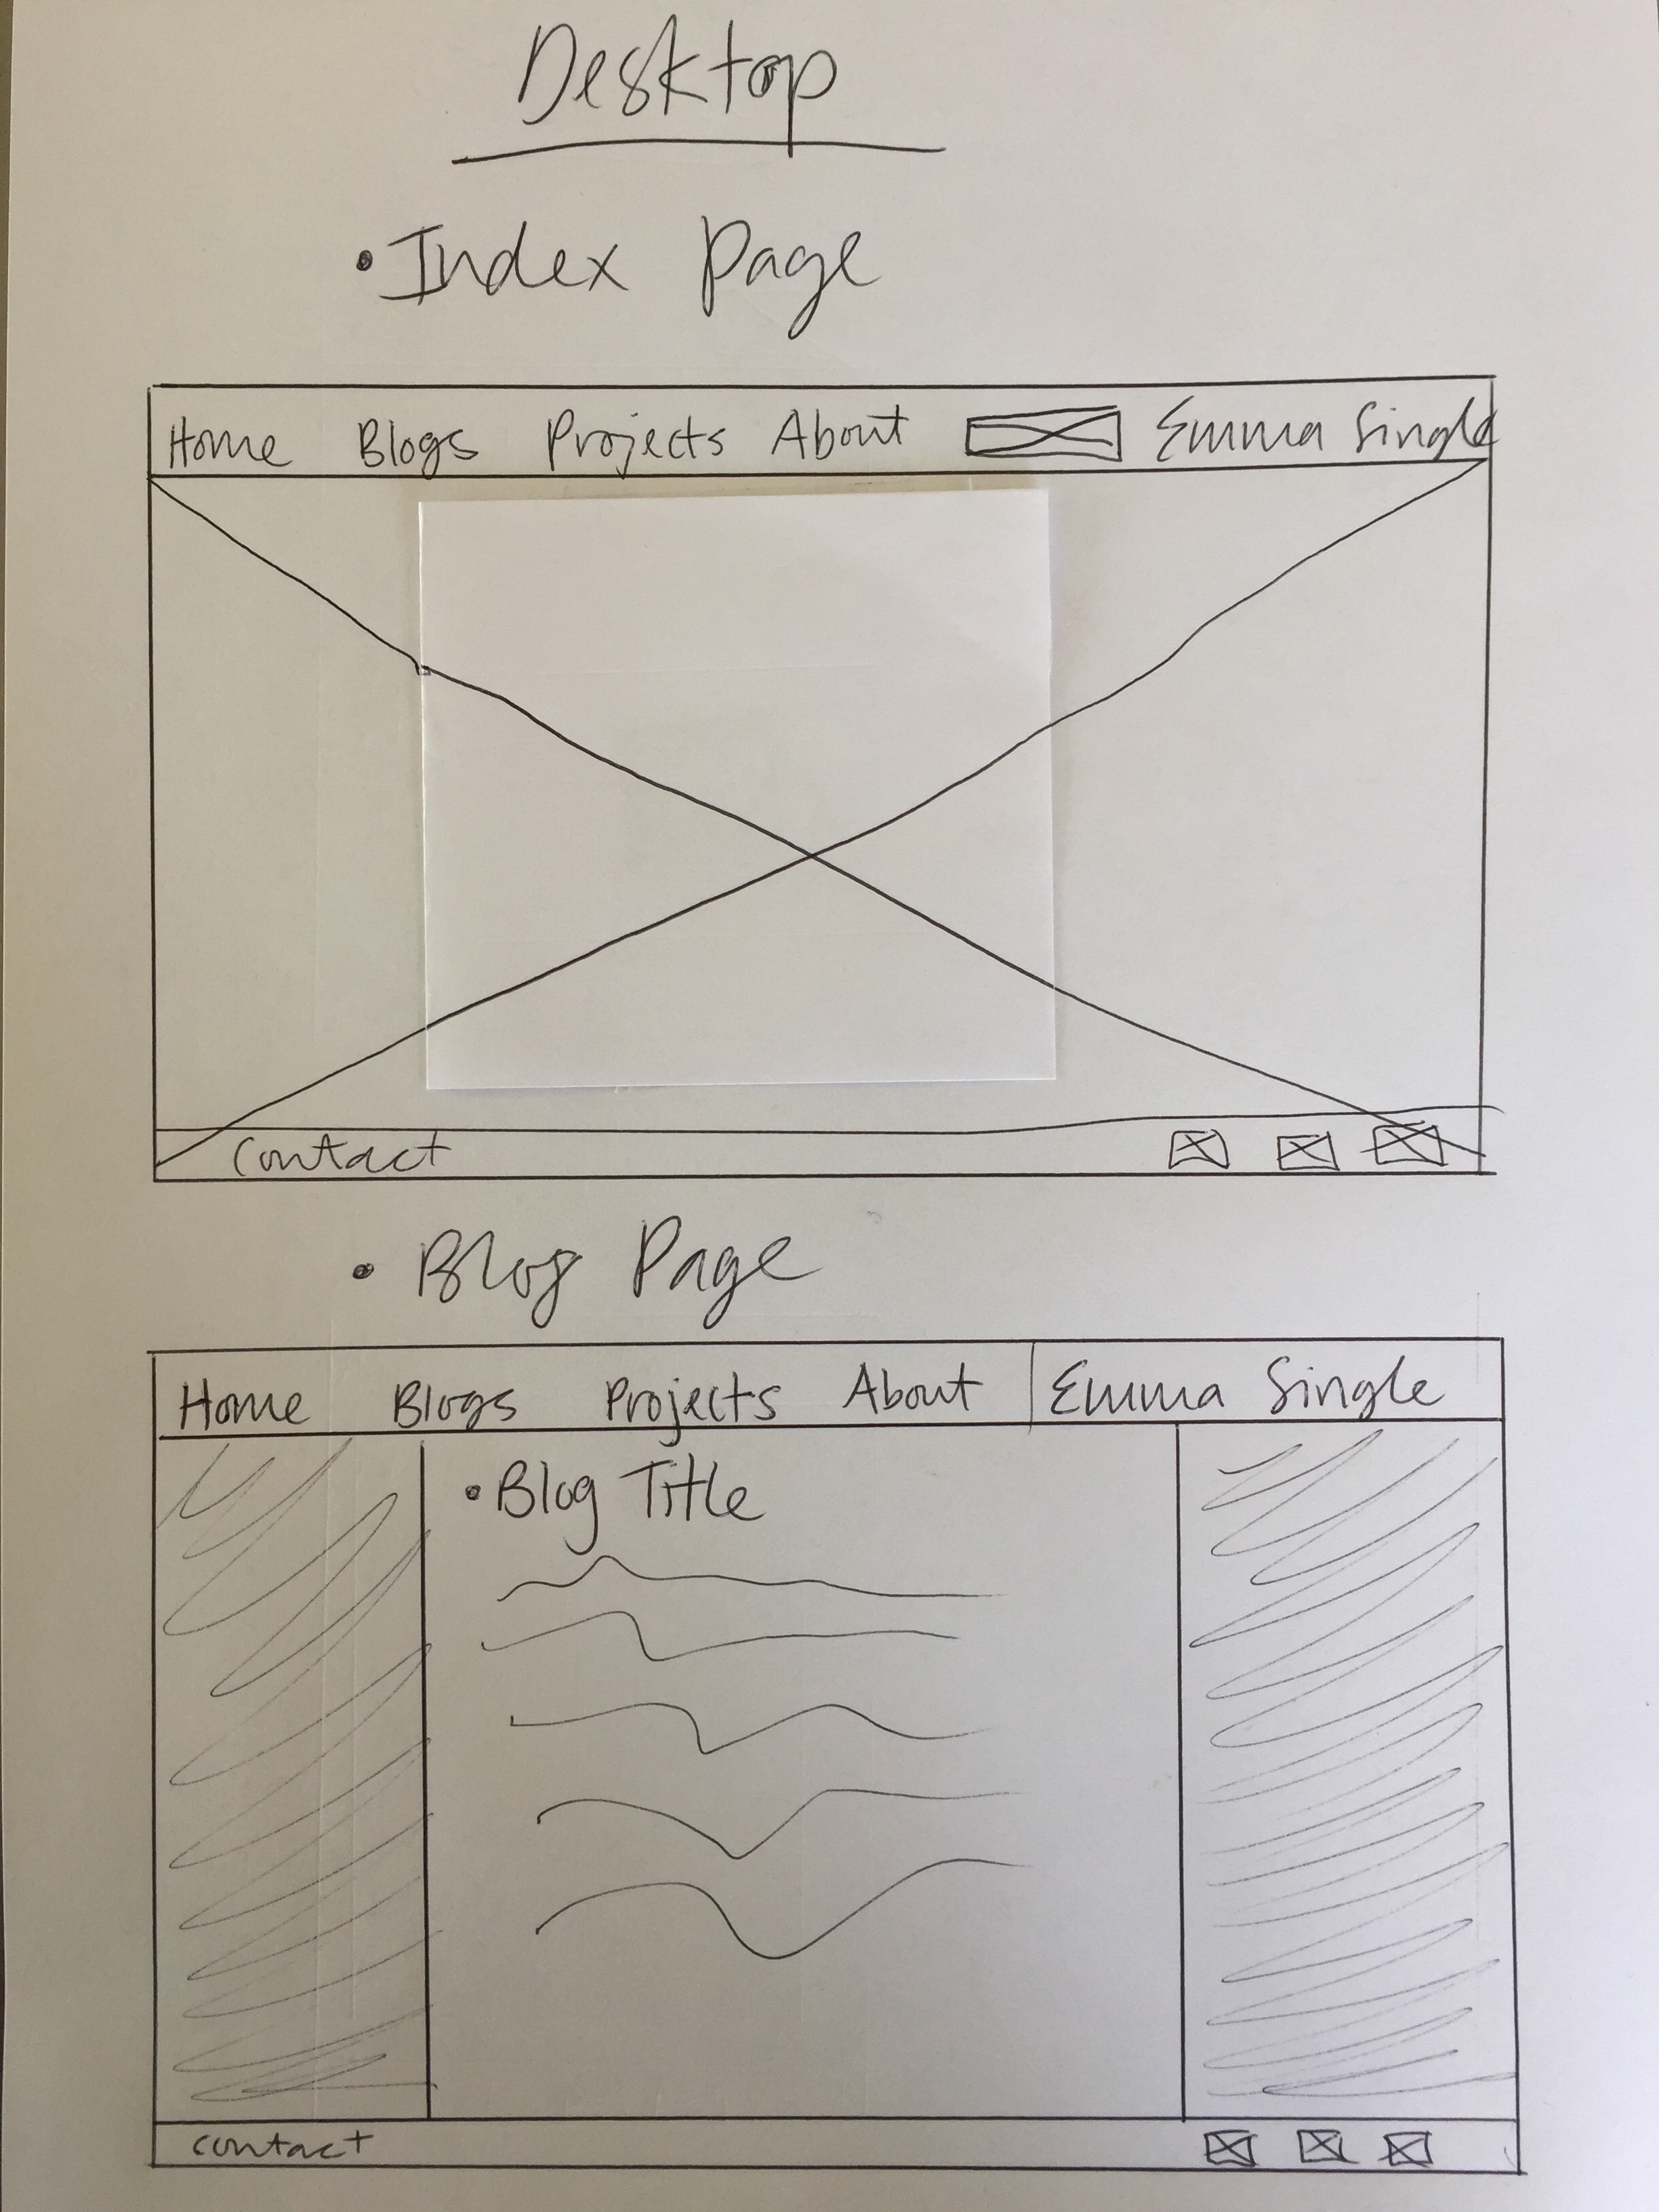 Desktop
• Index Page
Home Blogs Projects About Emma Single
Contact
• Blog Page
Home Blogs Projects About Emma Single
• Blog Title
contact